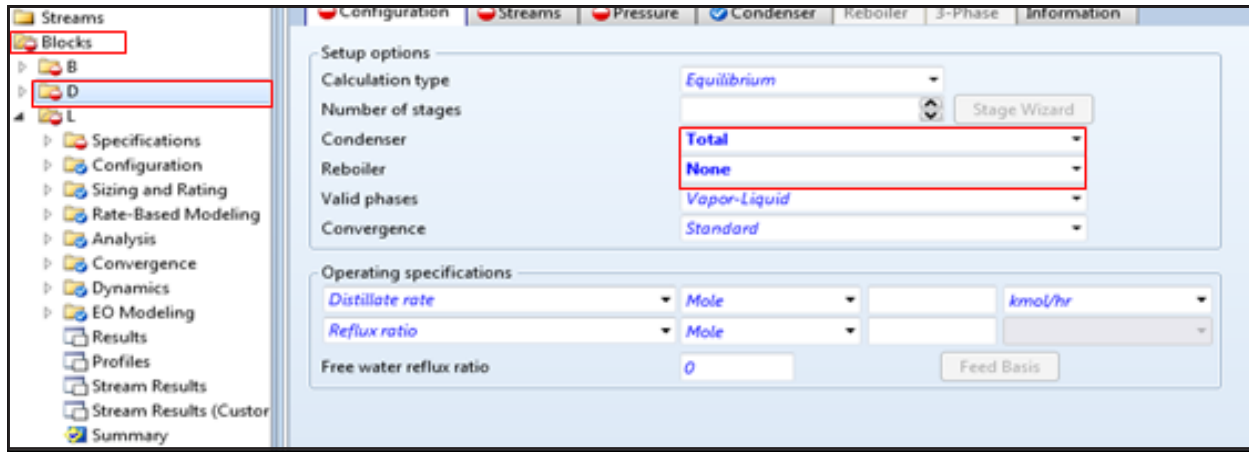 Streams
Blocks
B
D
L
Specifications
Configuration
Sizing and Rating
Rate-Based Modeling
Analysis
Convergence
Dynamics
EO Modeling
Results
Profiles
Stream Results
Stream Results (Custor
Summary
Configuration Streams Pressure Condenser Reboiler 3-Phase Information
Setup options
Calculation type Equilibrium
Number of stages Stage Wizard
Condenser Total
Reboiler None
Valid phases Vapor-Liquid
Convergence Standard
Operating specifications
Distillate rate Mole kmol/hr
Reflux ratio Mole
Free water reflux ratio 0 Feed Basis